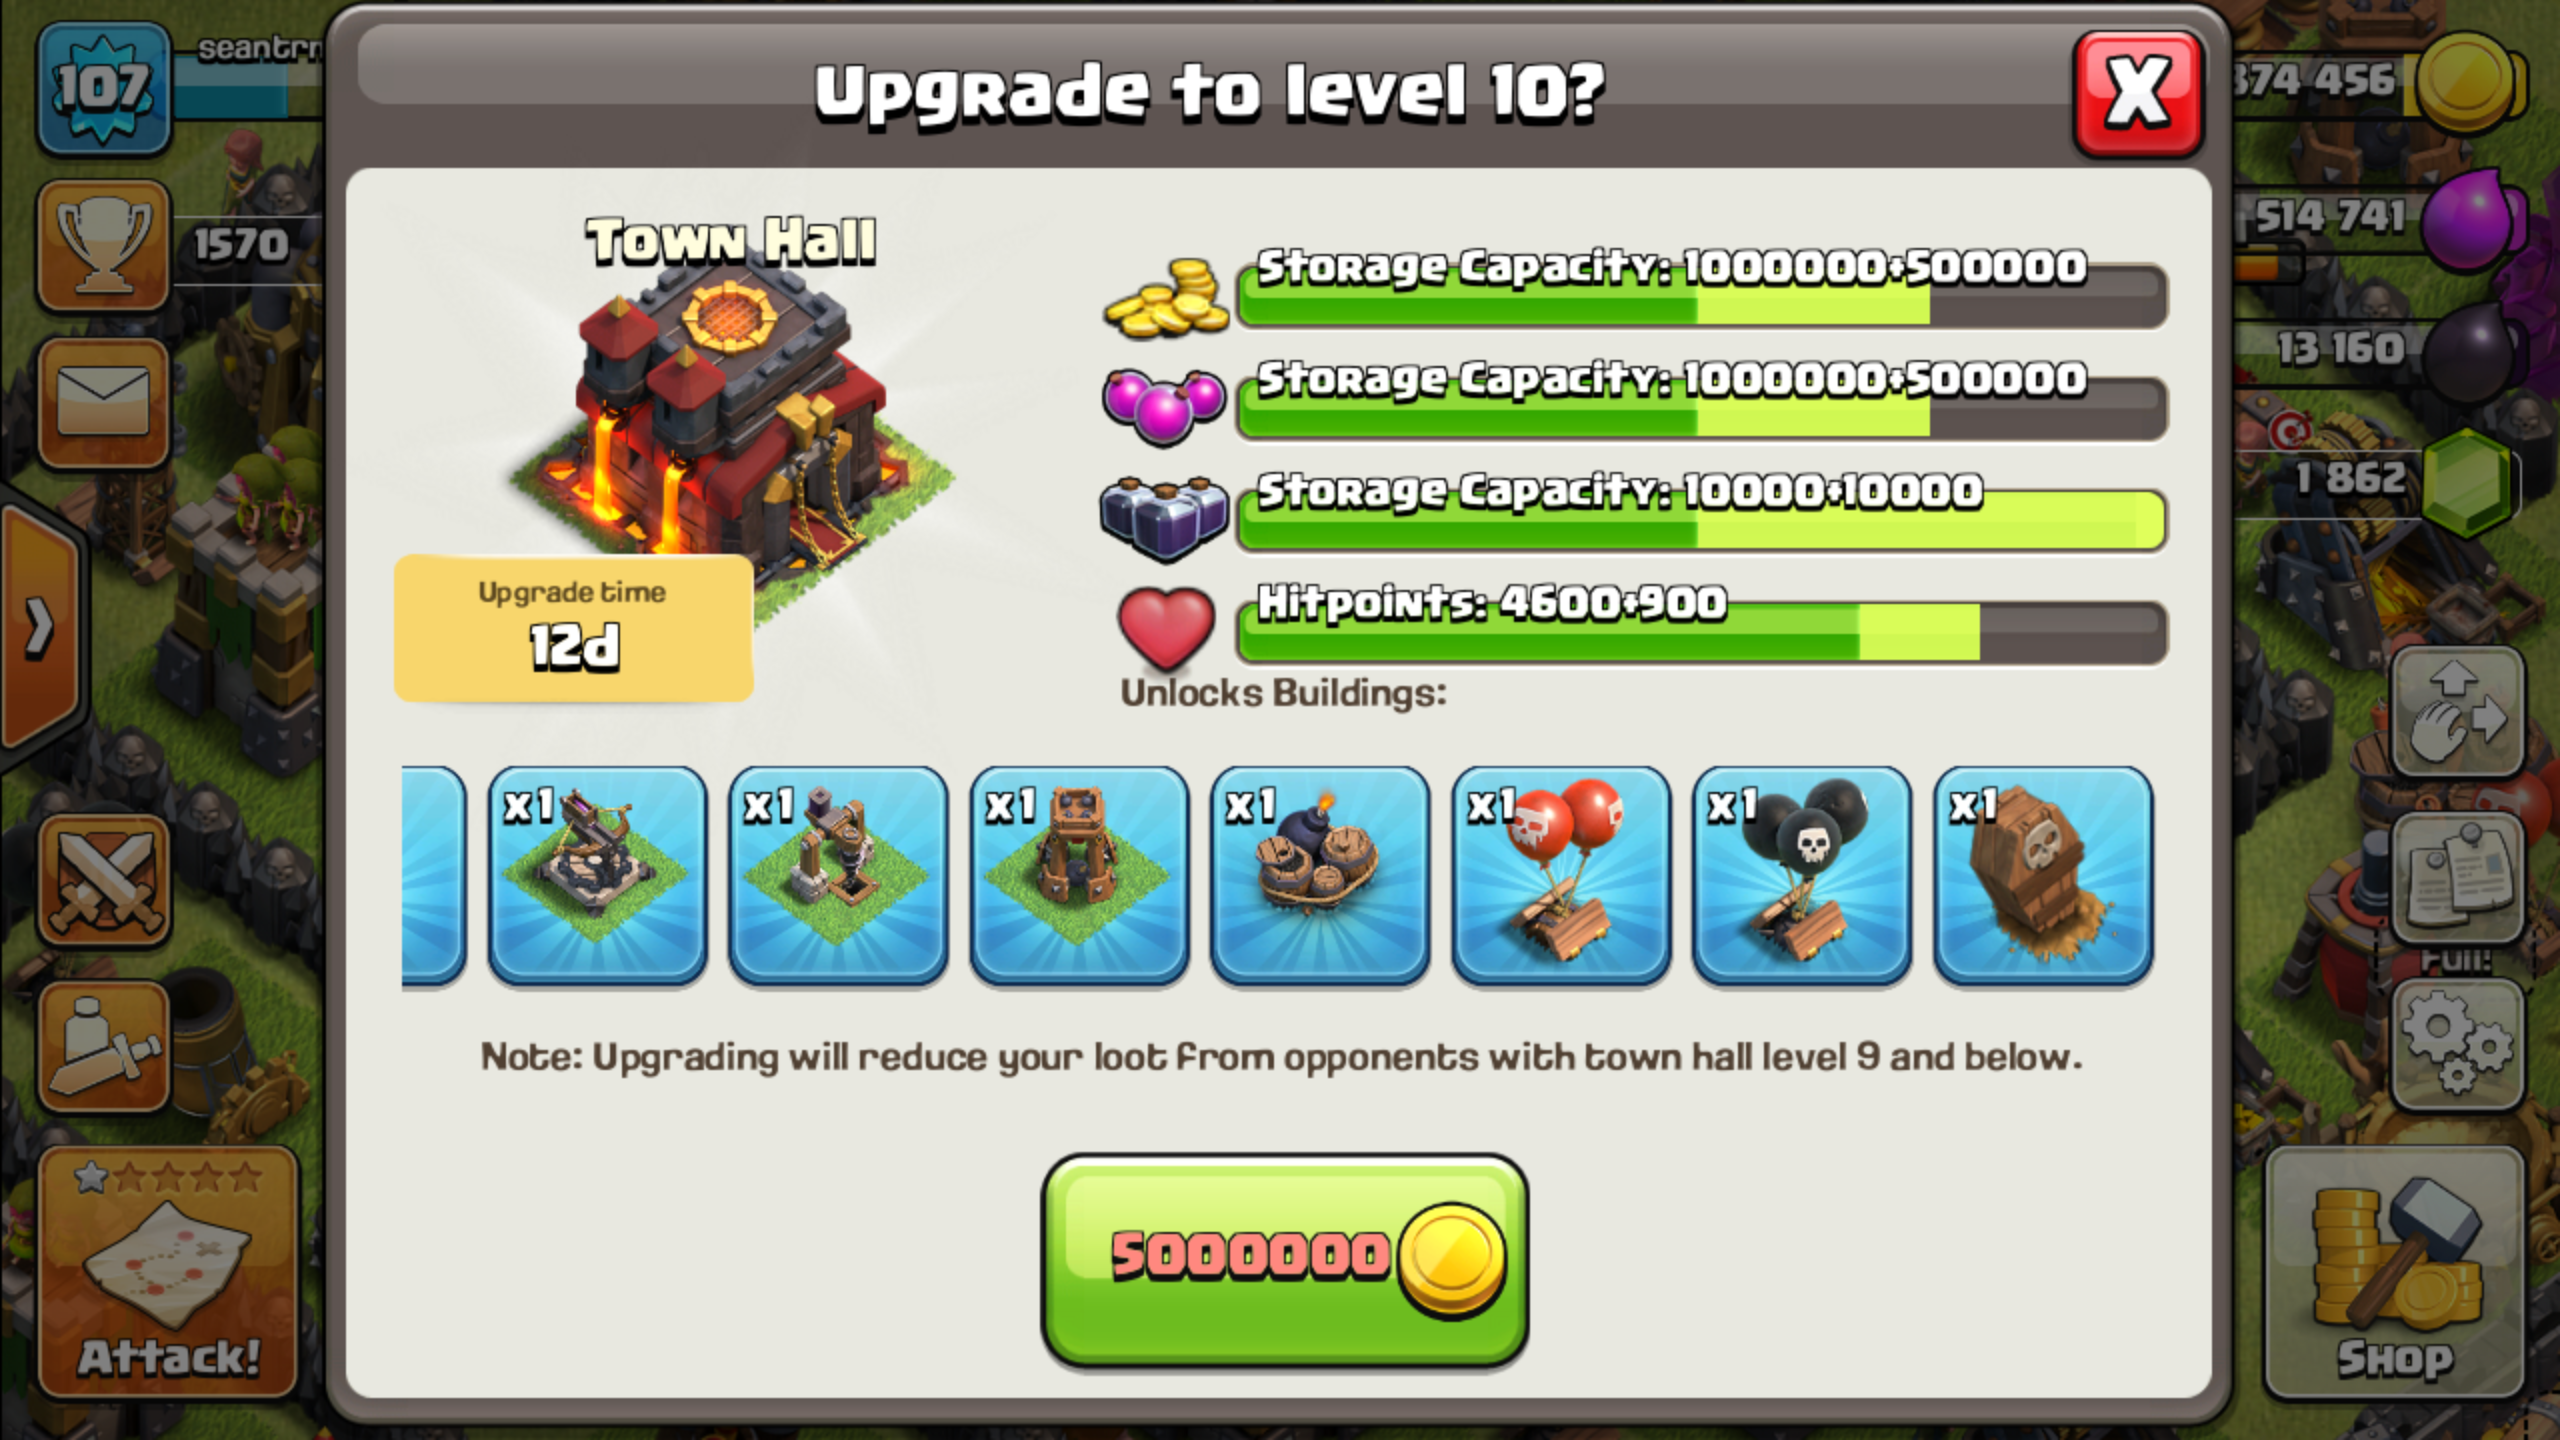 Upgrade to level 10?
107
1570
374 456
514 741
13 160
1 862
Town Hall
Upgrade time
12d
Storage Capacity: 1000000+500000
Storage Capacity: 1000000+500000
Storage Capacity: 10000+10000
Hitpoints: 4600+900
Unlocks Buildings:
x1
x1
x1
x1
x1
x1
x1
Note: Upgrading will reduce your loot from opponents with town hall level 9 and below.
5000000
Full!
Attack!
Shop